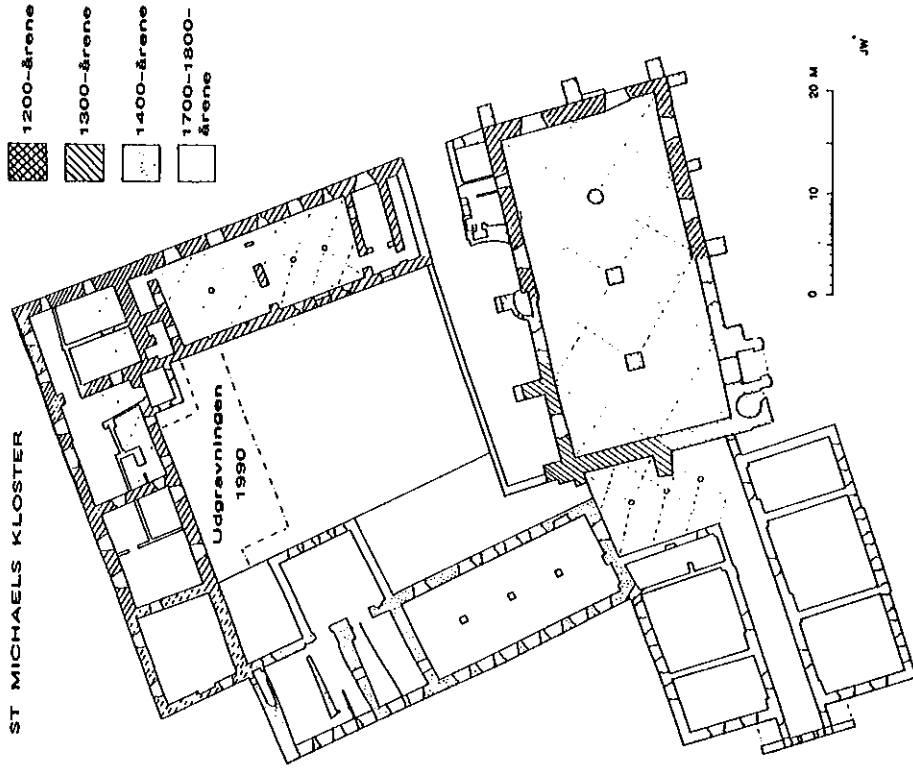 ST MICHAELS KLOSTER
1200-årene
1300-årene
1400-årene
1700-1800-
årene
Udgravningen
1990
0 10 20 M
JW